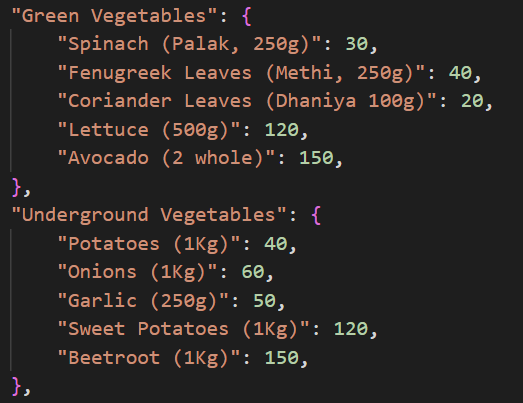 "Green Vegetables": {
"Spinach (Palak, 250g)": 30,
"Fenugreek Leaves (Methi, 250g)": 40,
"Coriander Leaves (Dhaniya 100g)": 20,
"Lettuce (500g)": 120,
"Avocado (2 whole)": 150,
},
"Underground Vegetables": {
"Potatoes (1Kg)": 40,
"Onions (1Kg)": 60,
"Garlic (250g)": 50,
"Sweet Potatoes (1Kg)": 120,
"Beetroot (1Kg)": 150,
},